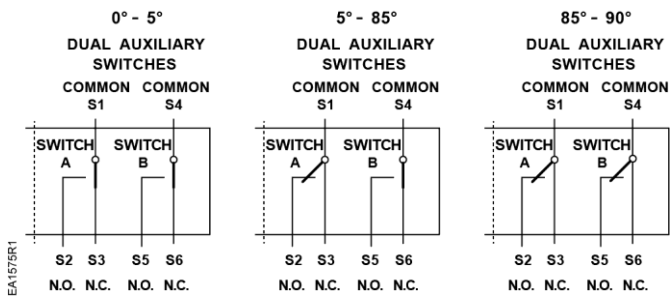 0° - 5°
DUAL AUXILIARY
SWITCHES
COMMON COMMON
S1 S4
SWITCH SWITCH
A B
S2 S3 S5 S6
N.O. N.C. N.O. N.C.
5° - 85°
DUAL AUXILIARY
SWITCHES
COMMON COMMON
S1 S4
SWITCH SWITCH
A B
S2 S3 S5 S6
N.O. N.C. N.O. N.C.
85° - 90°
DUAL AUXILIARY
SWITCHES
COMMON COMMON
S1 S4
SWITCH SWITCH
A B
S2 S3 S5 S6
N.O. N.C. N.O. N.C.
EA1575R1